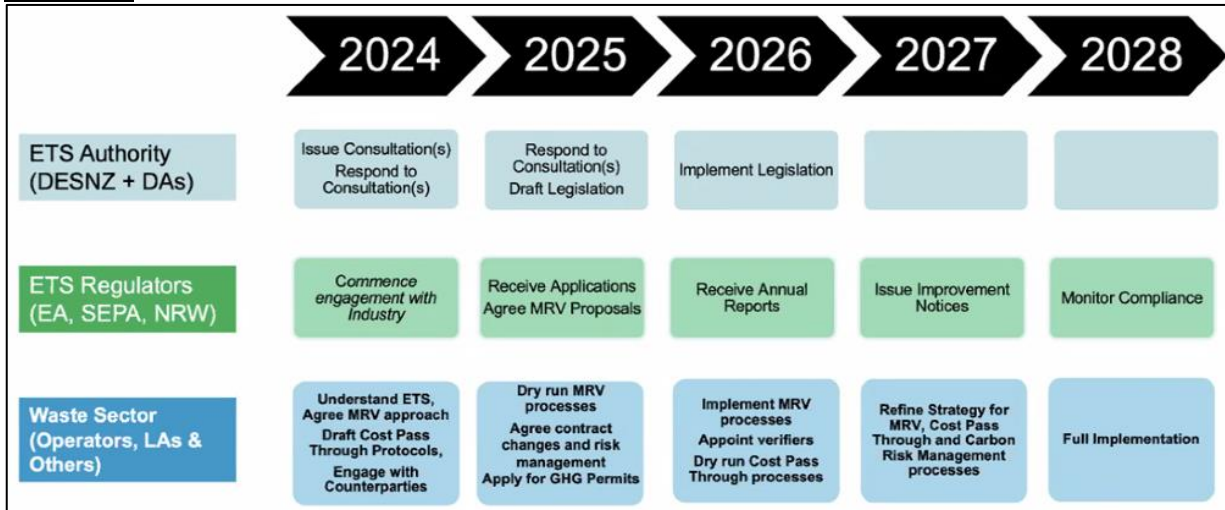 2024
2025
2026
2027
2028
ETS Authority
(DESNZ + DAs)
Issue Consultation(s)
Respond to
Consultation(s)
Respond to
Consultation(s)
Draft Legislation
Implement Legislation
ETS Regulators
(EA, SEPA, NRW)
Commence
engagement with
Industry
Receive Applications
Agree MRV Proposals
Receive Annual
Reports
Issue Improvement
Notices
Monitor Compliance
Waste Sector
(Operators, LAs &
Others)
Understand ETS,
Agree MRV approach
Draft Cost Pass
Through Protocols,
Engage with
Counterparties
Dry run MRV
processes
Agree contract
changes and risk
management
Apply for GHG Permits
Implement MRV
processes
Appoint verifiers
Dry run Cost Pass
Through processes
Refine Strategy for
MRV, Cost Pass
Through and Carbon
Risk Management
processes
Full Implementation